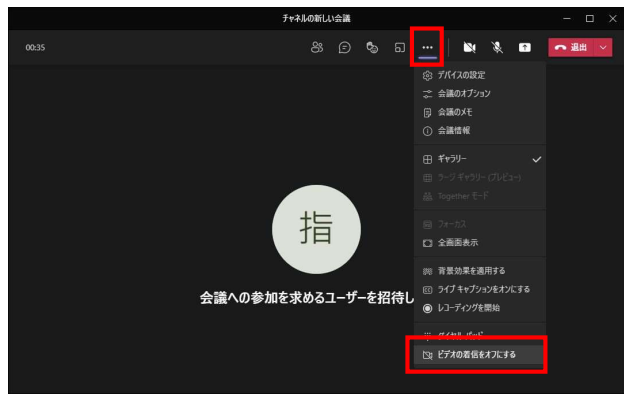 チャネルの新しい会議
00:35
退出
デバイスの設定
会議のオプション
会議のメモ
会議情報
ギャラリー
ラージ ギャラリー (プレビュー)
Together モード
フォーカス
全画面表示
背景効果を適用する
ライブ キャプションをオンにする
レコーディングを開始
ビデオの着信をオフにする
指
会議への参加を求めるユーザーを招待し